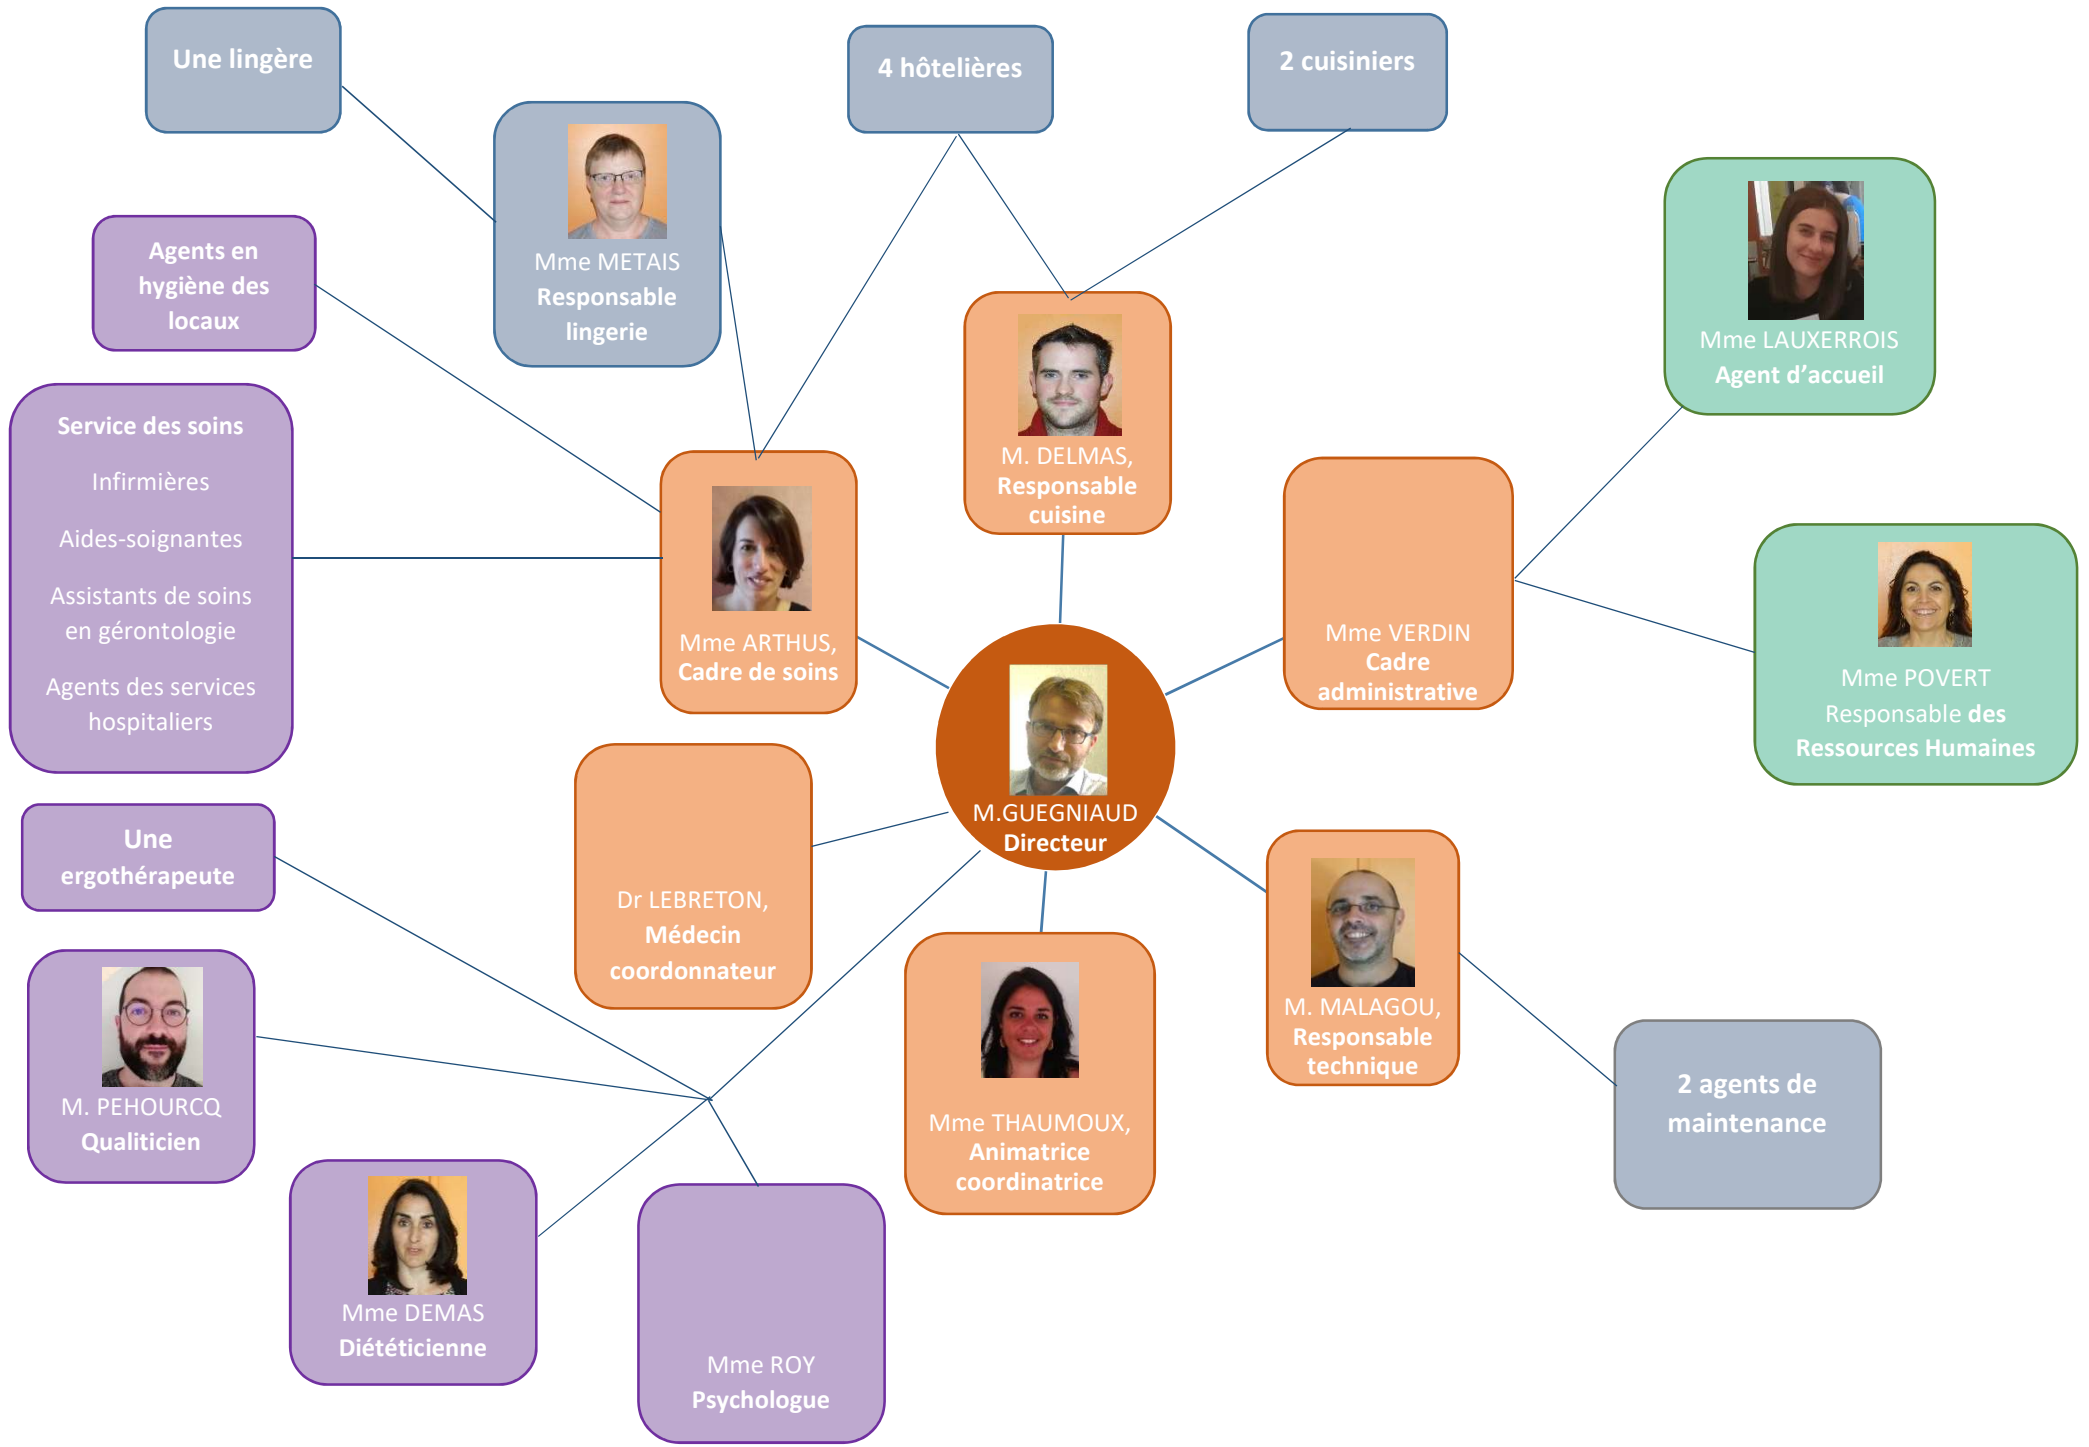 Une lingère
4 hôtelières
2 cuisiniers
Mme METAIS
Responsable
lingerie
Agents en
hygiène des
locaux
Mme LAUXERROIS
Agent d’accueil
Service des soins
Infirmières
Aides-soignantes
Assistants de soins
en gérontologie
Agents des services
hospitaliers
M. DELMAS,
Responsable
cuisine
Mme ARTHUS,
Cadre de soins
Mme VERDIN
Cadre
administrative
Mme POVERT
Responsable des
Ressources Humaines
M.GUEGNIAUD
Directeur
Une
ergothérapeute
Dr LEBRETON,
Médecin
coordonnateur
M. MALAGOU,
Responsable
technique
M. PEHOURCQ
Qualiticien
Mme THAUMOUX,
Animatrice
coordinatrice
2 agents de
maintenance
Mme DEMAS
Diététicienne
Mme ROY
Psychologue